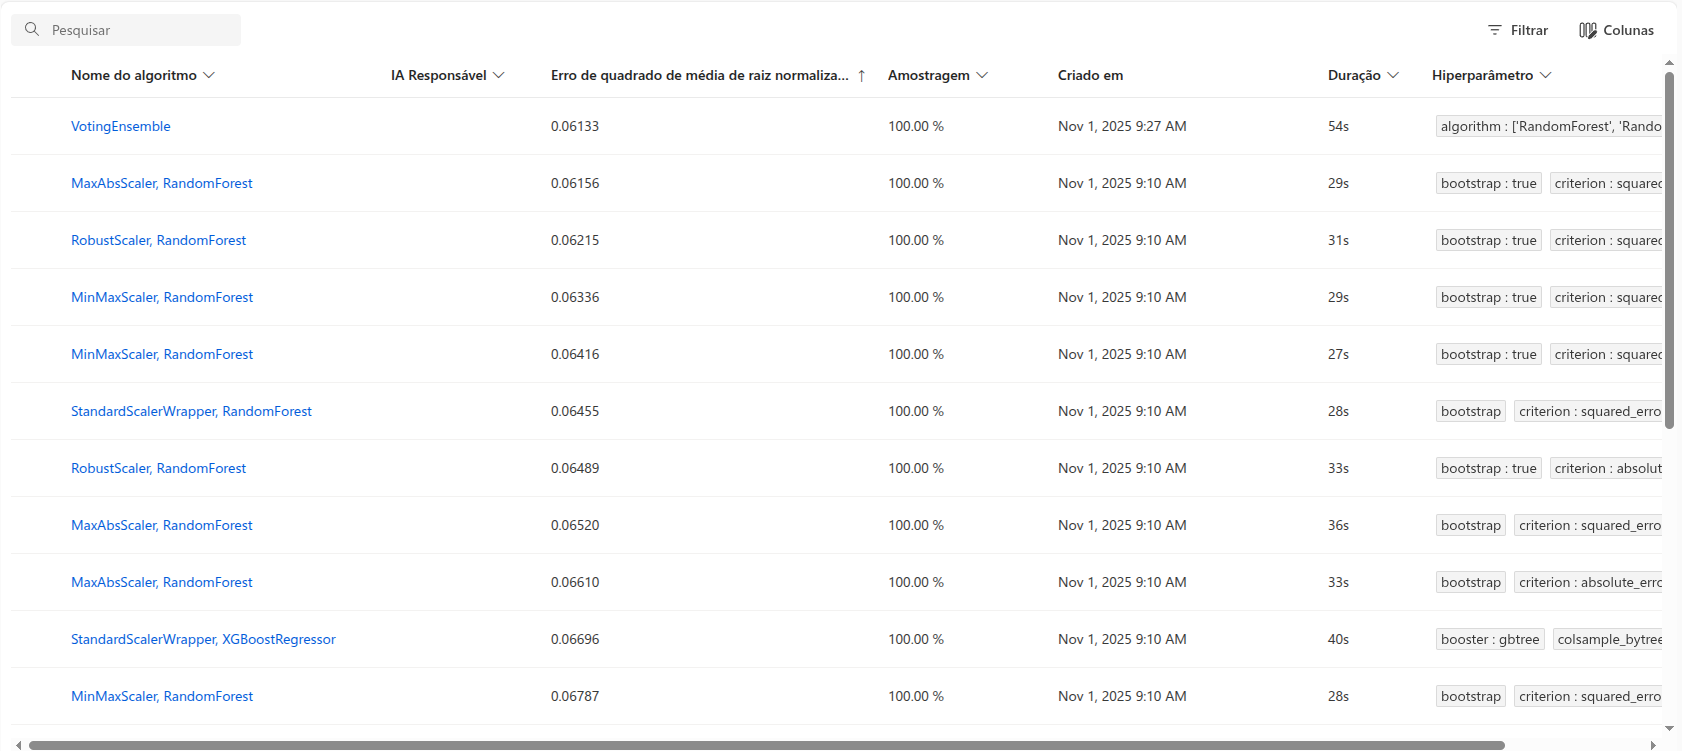 Pesquisar
Filtrar Colunas
Nome do algoritmo IA Responsável Erro de quadrado de média de raiz normaliza... ↑ Amostragem Criado em Duração Hiperparâmetro
VotingEnsemble 0.06133 100.00 % Nov 1, 2025 9:27 AM 54s algorithm : ['RandomForest', 'Rando
MaxAbsScaler, RandomForest 0.06156 100.00 % Nov 1, 2025 9:10 AM 29s bootstrap : true criterion : squared
RobustScaler, RandomForest 0.06215 100.00 % Nov 1, 2025 9:10 AM 31s bootstrap : true criterion : squared
MinMaxScaler, RandomForest 0.06336 100.00 % Nov 1, 2025 9:10 AM 29s bootstrap : true criterion : squared
MinMaxScaler, RandomForest 0.06416 100.00 % Nov 1, 2025 9:10 AM 27s bootstrap : true criterion : squared
StandardScalerWrapper, RandomForest 0.06455 100.00 % Nov 1, 2025 9:10 AM 28s bootstrap criterion : squared_erro
RobustScaler, RandomForest 0.06489 100.00 % Nov 1, 2025 9:10 AM 33s bootstrap : true criterion : absolut
MaxAbsScaler, RandomForest 0.06520 100.00 % Nov 1, 2025 9:10 AM 36s bootstrap criterion : squared_erro
MaxAbsScaler, RandomForest 0.06610 100.00 % Nov 1, 2025 9:10 AM 33s bootstrap criterion : absolute_erro
StandardScalerWrapper, XGBoostRegressor 0.06696 100.00 % Nov 1, 2025 9:10 AM 40s booster : gbtree colsample_bytree
MinMaxScaler, RandomForest 0.06787 100.00 % Nov 1, 2025 9:10 AM 28s bootstrap criterion : squared_erro